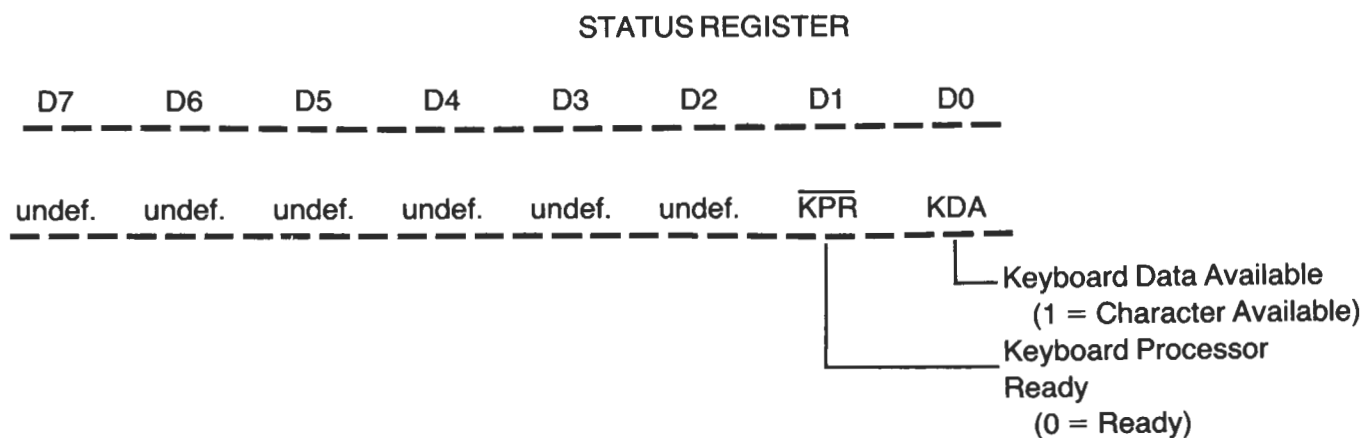 STATUS REGISTER
D7 D6 D5 D4 D3 D2 D1 D0
undef. undef. undef. undef. undef. undef. K̅P̅R̅ KDA
Keyboard Data Available
(1 = Character Available)
Keyboard Processor
Ready
(0 = Ready)